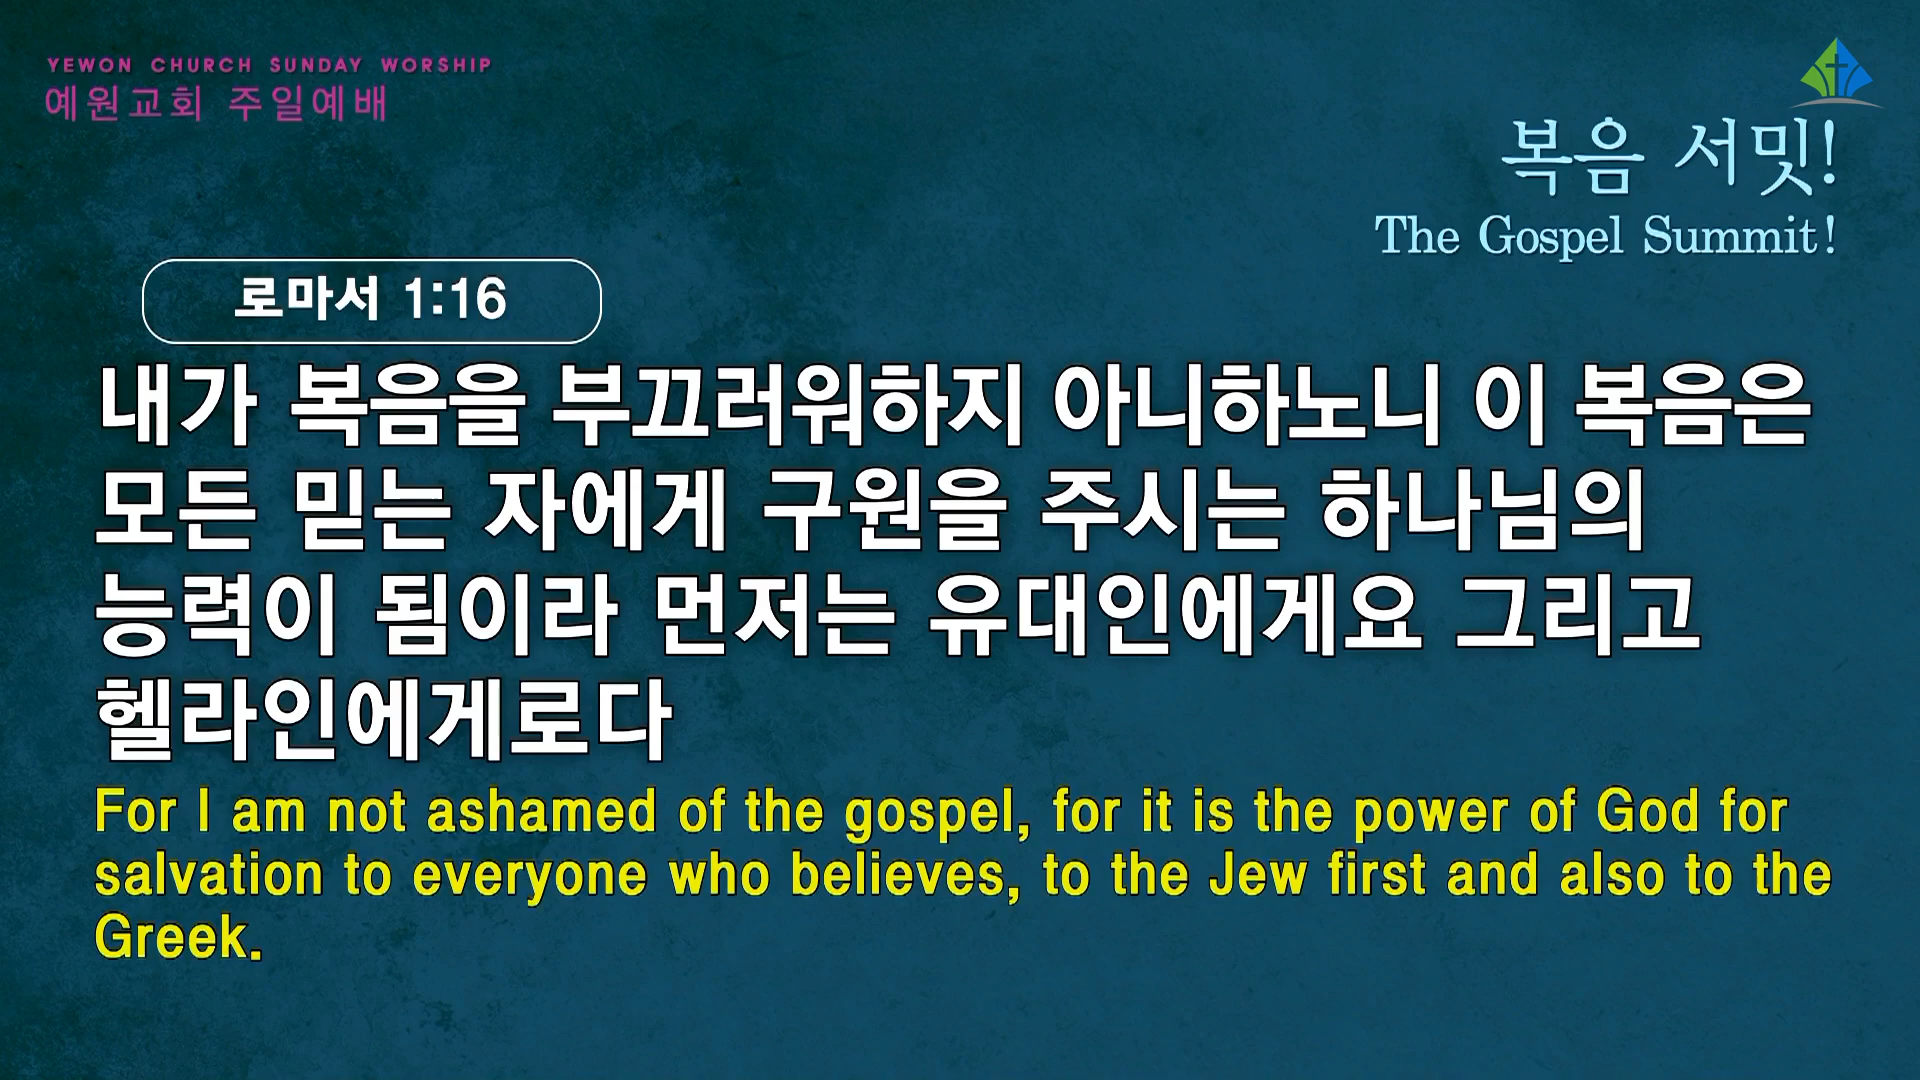 YEWON CHURCH SUNDAY WORSHIP
예원교회 주일예배
복음 서밋!
The Gospel Summit!
로마서 1:16
내가 복음을 부끄러워하지 아니하노니 이 복음은
모든 믿는 자에게 구원을 주시는 하나님의
능력이 됨이라 먼저는 유대인에게요 그리고
헬라인에게로다
For I am not ashamed of the gospel, for it is the power of God for
salvation to everyone who believes, to the Jew first and also to the
Greek.